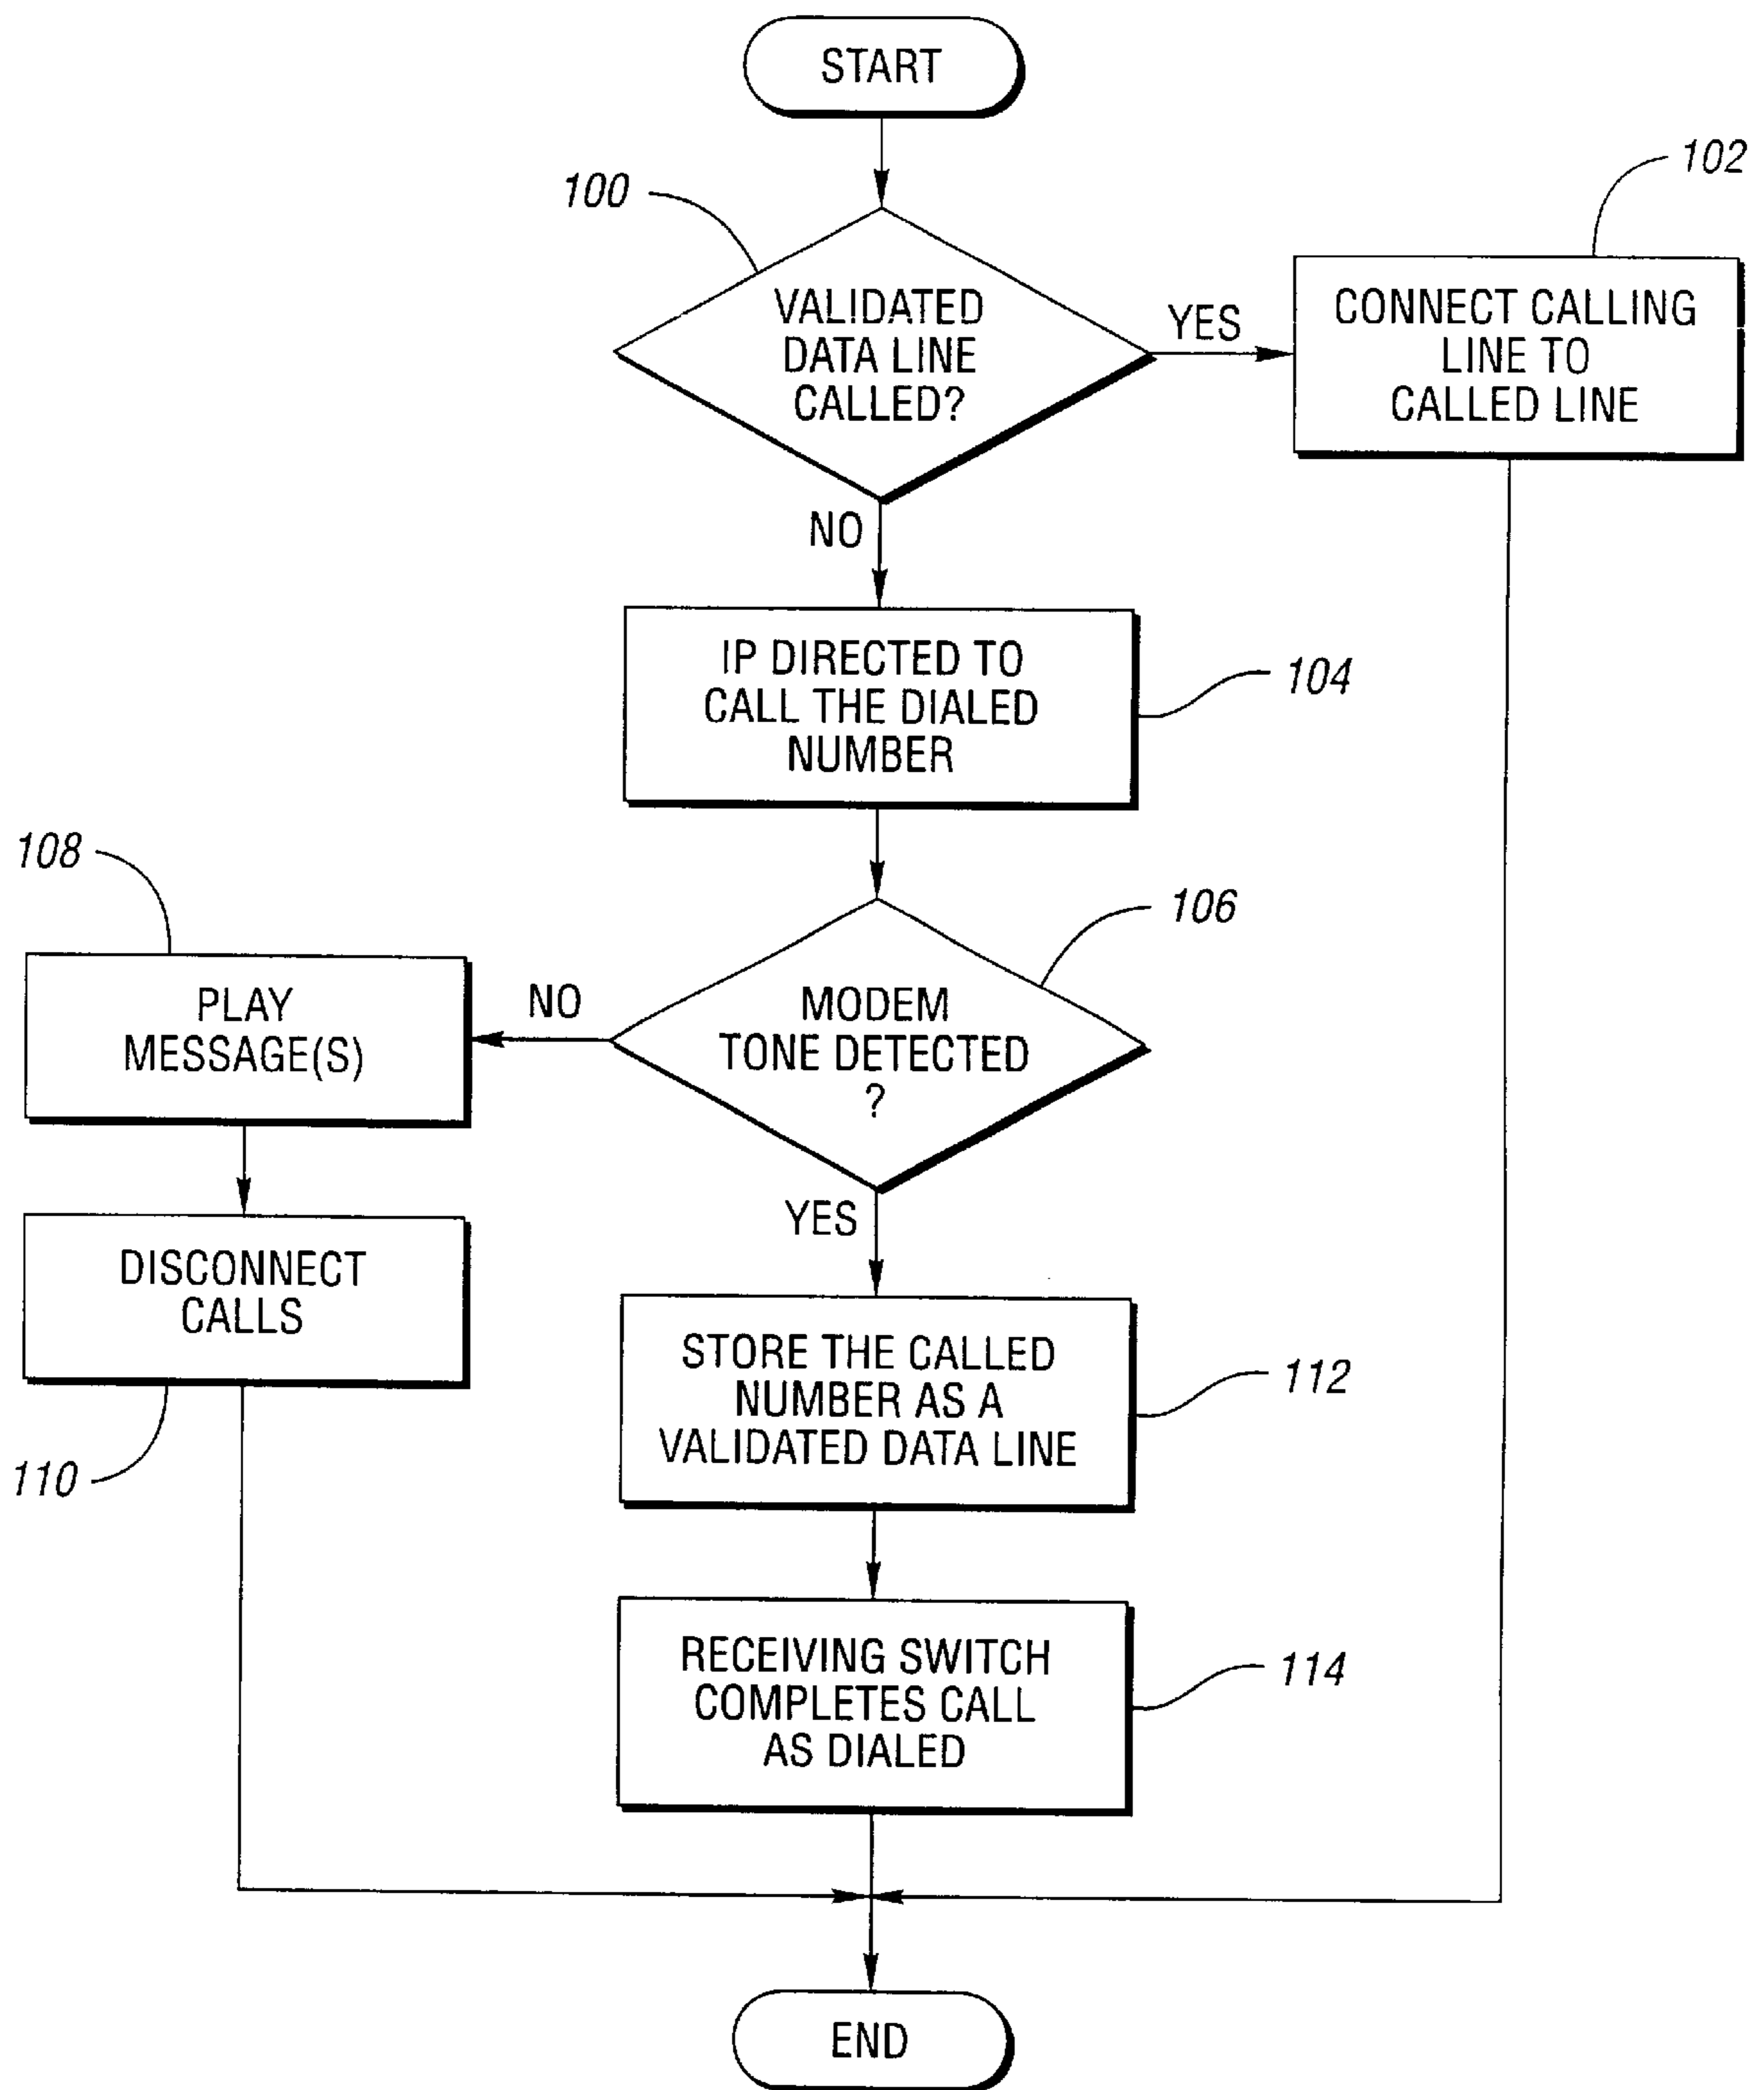 START
100
102
VALIDATED
DATA LINE
CALLED?
YES
CONNECT CALLING
LINE TO
CALLED LINE
NO
IP DIRECTED TO
CALL THE DIALED
NUMBER
104
108
106
PLAY
MESSAGE(S)
NO
MODEM
TONE DETECTED
?
YES
DISCONNECT
CALLS
110
STORE THE CALLED
NUMBER AS A
VALIDATED DATA LINE
112
RECEIVING SWITCH
COMPLETES CALL
AS DIALED
114
END